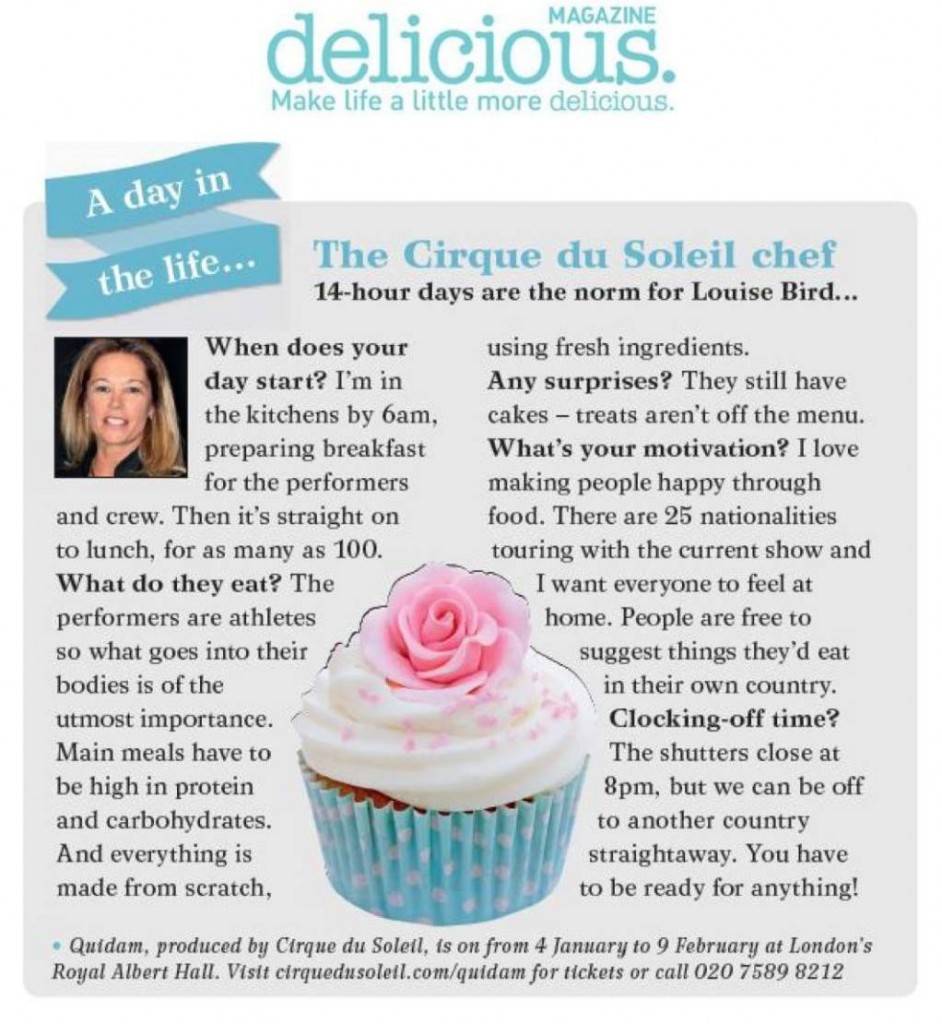 MAGAZINE
delicious.
Make life a little more delicious.
A day in
the life...
The Cirque du Soleil chef
14-hour days are the norm for Louise Bird...
When does your
day start? I'm in
the kitchens by 6am,
preparing breakfast
for the performers
and crew. Then it's straight on
to lunch, for as many as 100.
What do they eat? The
performers are athletes
so what goes into their
bodies is of the
utmost importance.
Main meals have to
be high in protein
and carbohydrates.
And everything is
made from scratch,
using fresh ingredients.
Any surprises? They still have
cakes – treats aren't off the menu.
What's your motivation? I love
making people happy through
food. There are 25 nationalities
touring with the current show and
I want everyone to feel at
home. People are free to
suggest things they'd eat
in their own country.
Clocking-off time?
The shutters close at
8pm, but we can be off
to another country
straightaway. You have
to be ready for anything!
• Quidam, produced by Cirque du Soleil, is on from 4 January to 9 February at London's
Royal Albert Hall. Visit cirquedusoleil.com/quidam for tickets or call 020 7589 8212